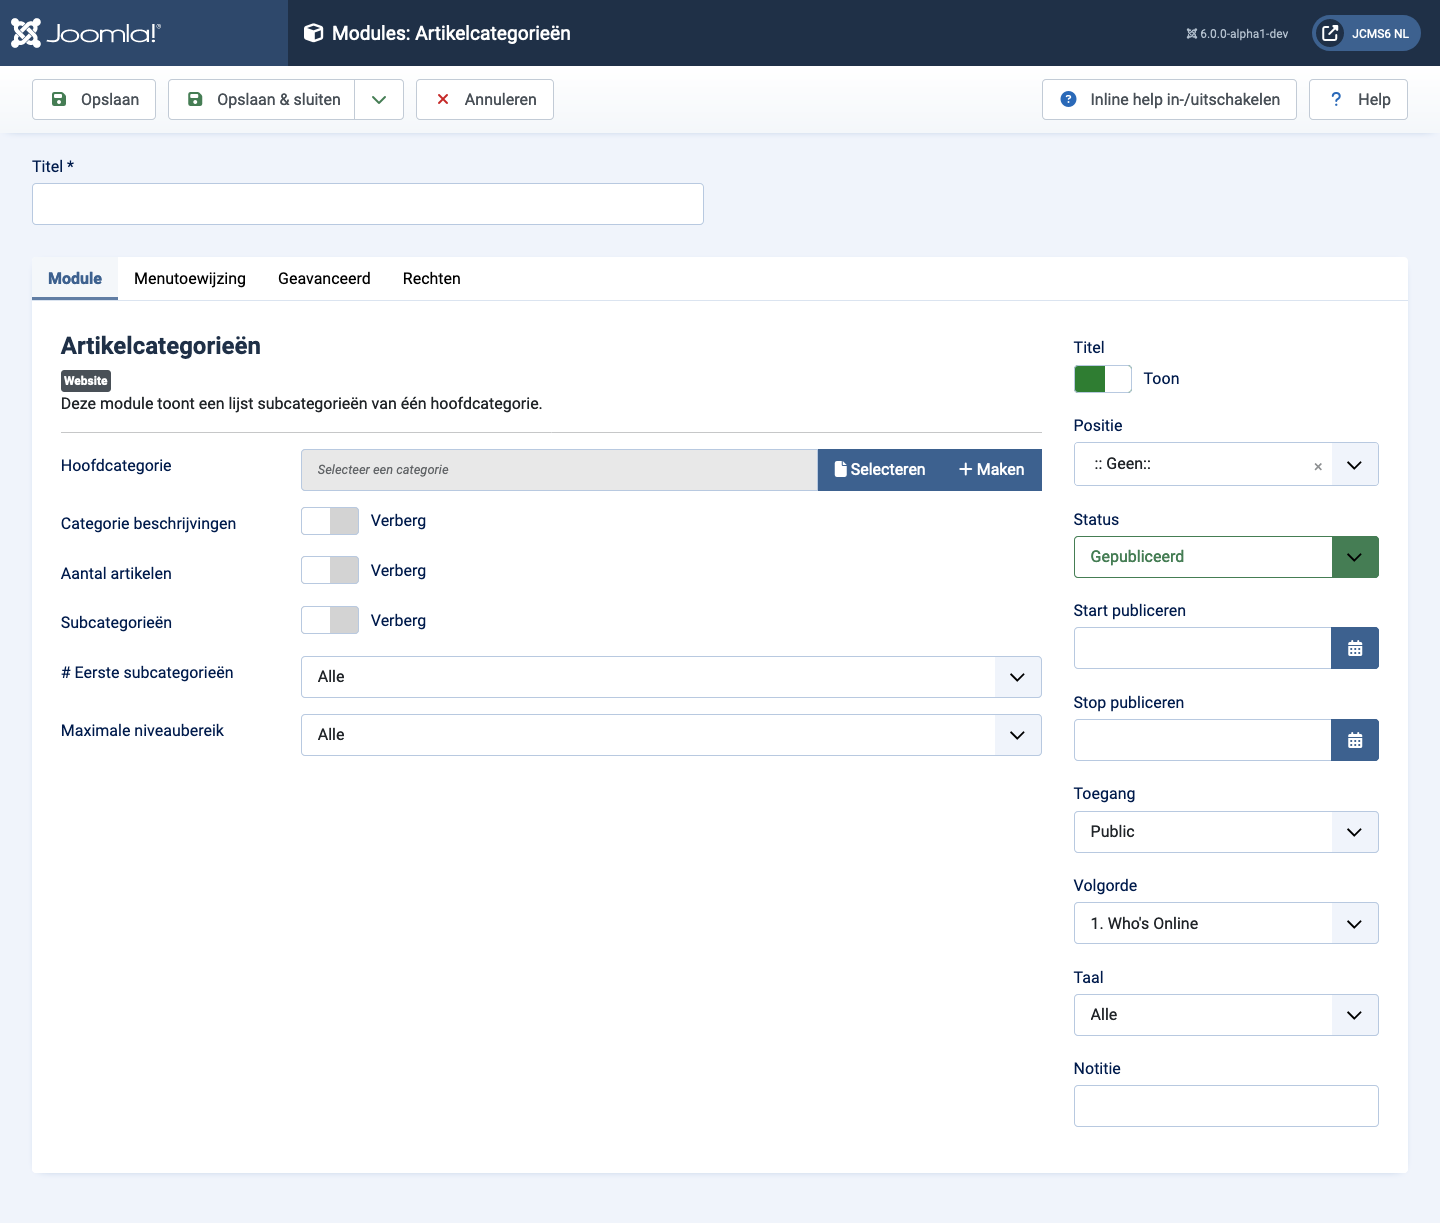 Joomla!®
Modules: Artikelcategorieën
6.0.0-alpha1-dev
JCMS6 NL
Opslaan
Opslaan & sluiten
Annuleren
Inline help in-/uitschakelen
? Help
Titel *
Module
Menutoewijzing
Geavanceerd
Rechten
Artikelcategorieën
Website
Deze module toont een lijst subcategorieën van één hoofdcategorie.
Hoofdcategorie
Selecteer een categorie
Selecteren
+ Maken
Categorie beschrijvingen
Verberg
Aantal artikelen
Verberg
Subcategorieën
Verberg
# Eerste subcategorieën
Alle
Maximale niveaubereik
Alle
Titel
Toon
Positie
:: Geen::
×
Status
Gepubliceerd
Start publiceren
Stop publiceren
Toegang
Public
Volgorde
1. Who's Online
Taal
Alle
Notitie